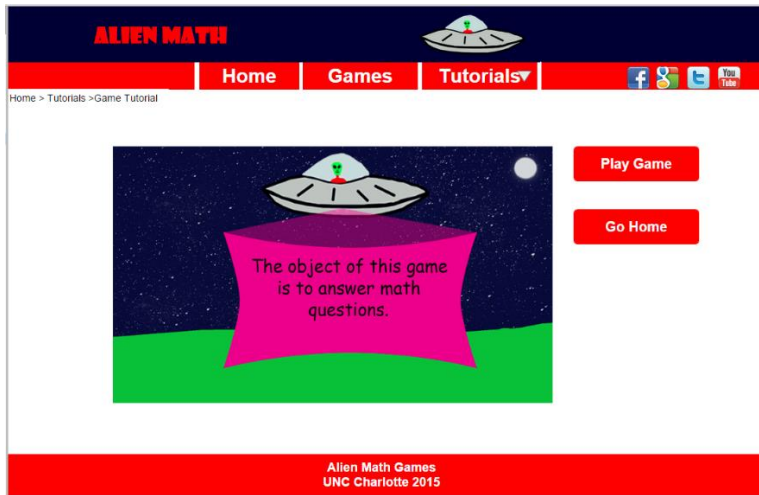 ALIEN MATH
Home Games Tutorials
You Tube
Home > Tutorials >Game Tutorial
Play Game
Go Home
The object of this game
is to answer math
questions.
Alien Math Games
UNC Charlotte 2015